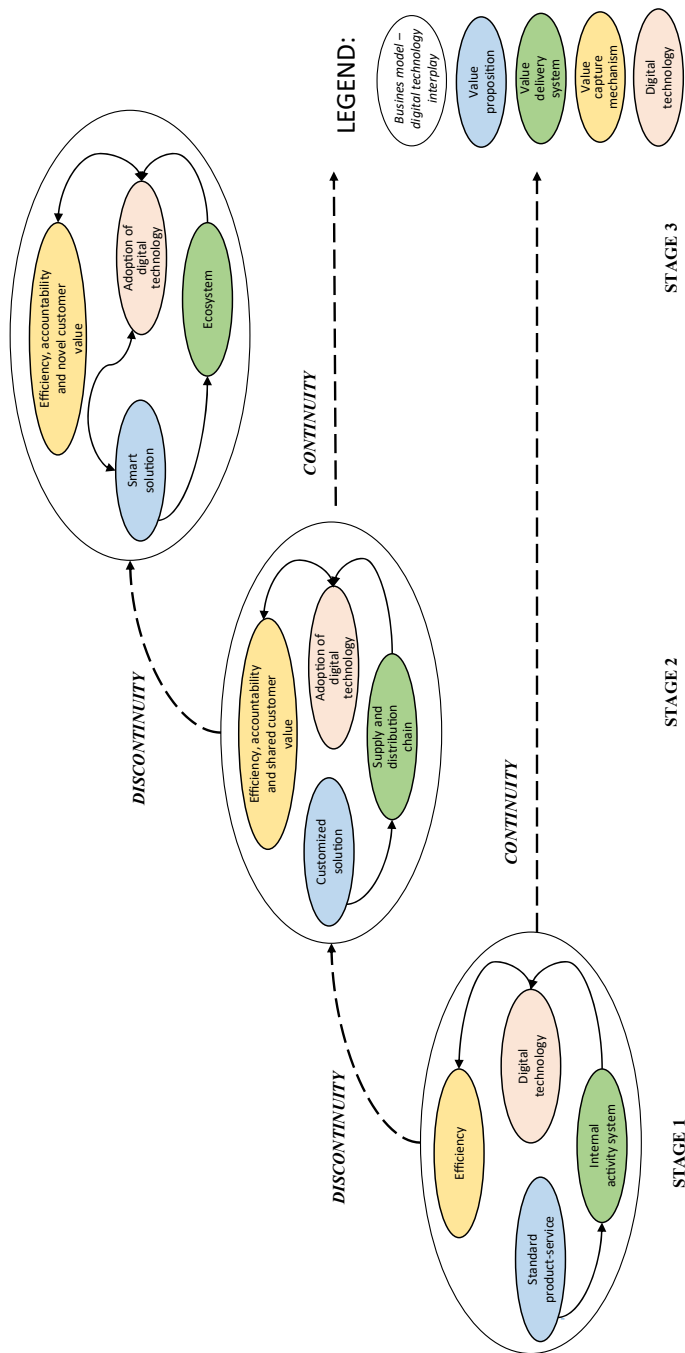 Efficiency
Standard
product-service
Digital
technology
Internal
activity system
STAGE 1
DISCONTINUITY
CONTINUITY
Efficiency, accountability
and shared customer
value
Customized
solution
Adoption of
digital
technology
Supply and
distribution
chain
STAGE 2
DISCONTINUITY
CONTINUITY
Efficiency, accountability
and novel customer
value
Smart
solution
Adoption of
digital
technology
Ecosystem
STAGE 3
LEGEND:
Busines model –
digital technology
interplay
Value
proposition
Value
delivery
system
Value
capture
mechanism
Digital
technology